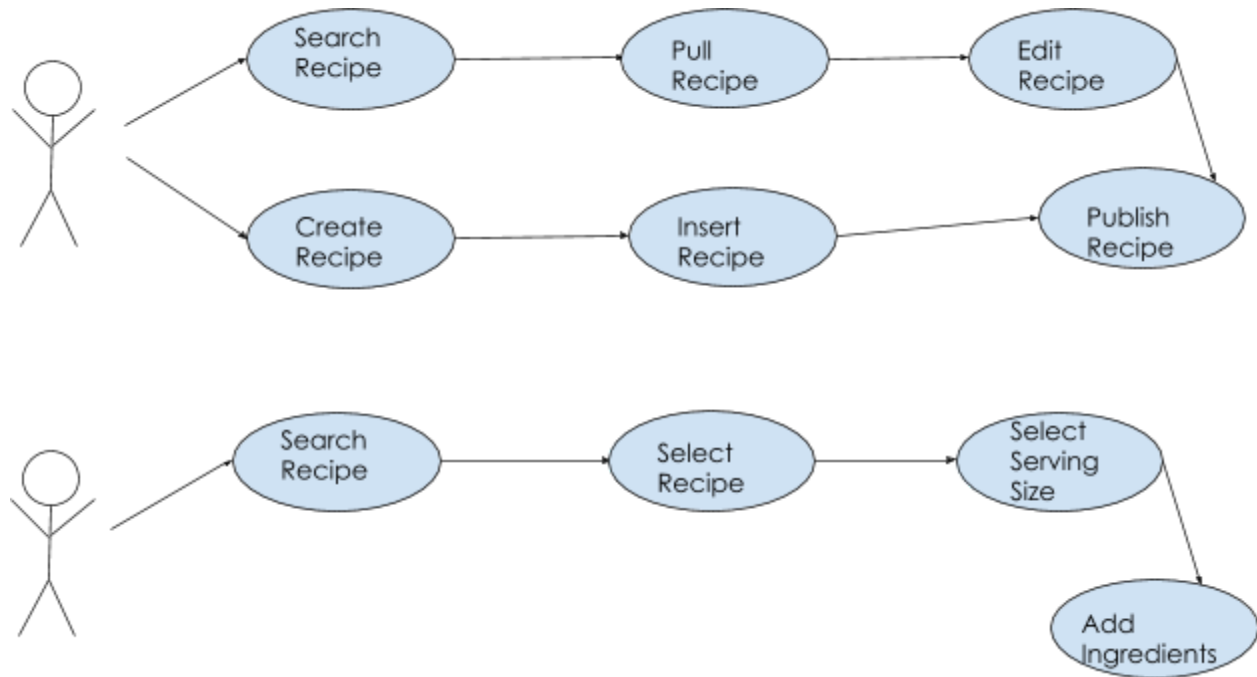 Search
Recipe
Pull
Recipe
Edit
Recipe
Create
Recipe
Insert
Recipe
Publish
Recipe
Search
Recipe
Select
Recipe
Select
Serving
Size
Add
Ingredients